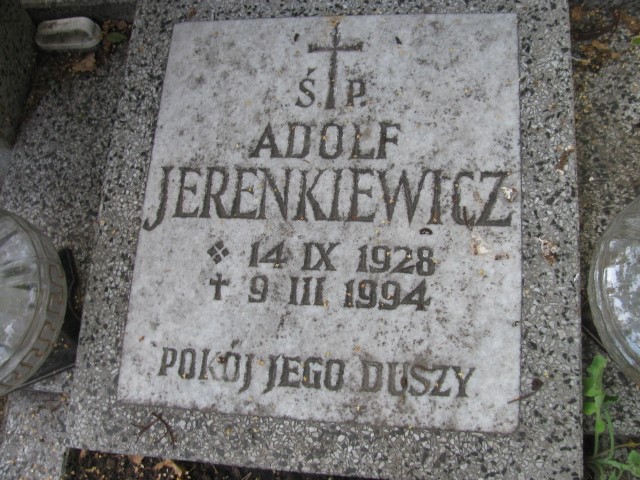 Ś. P.
ADOLF
JERENKIEWICZ
14 IX 1928
9 III 1994
POKÓJ JEGO DUSZY